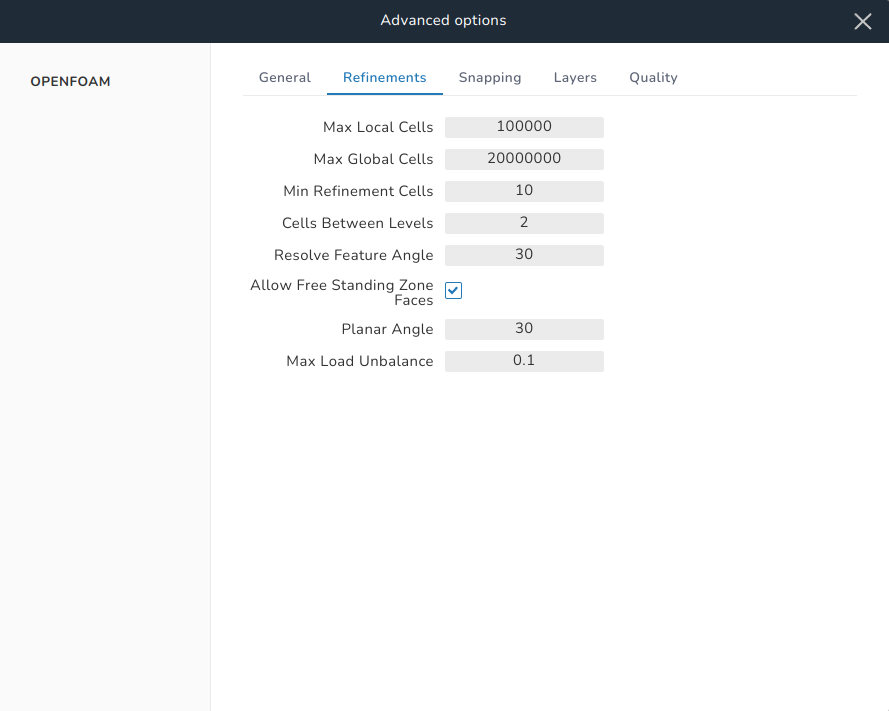 Advanced options
OPENFOAM
General Refinements Snapping Layers Quality
Max Local Cells 100000
Max Global Cells 20000000
Min Refinement Cells 10
Cells Between Levels 2
Resolve Feature Angle 30
Allow Free Standing Zone
Faces
Planar Angle 30
Max Load Unbalance 0.1